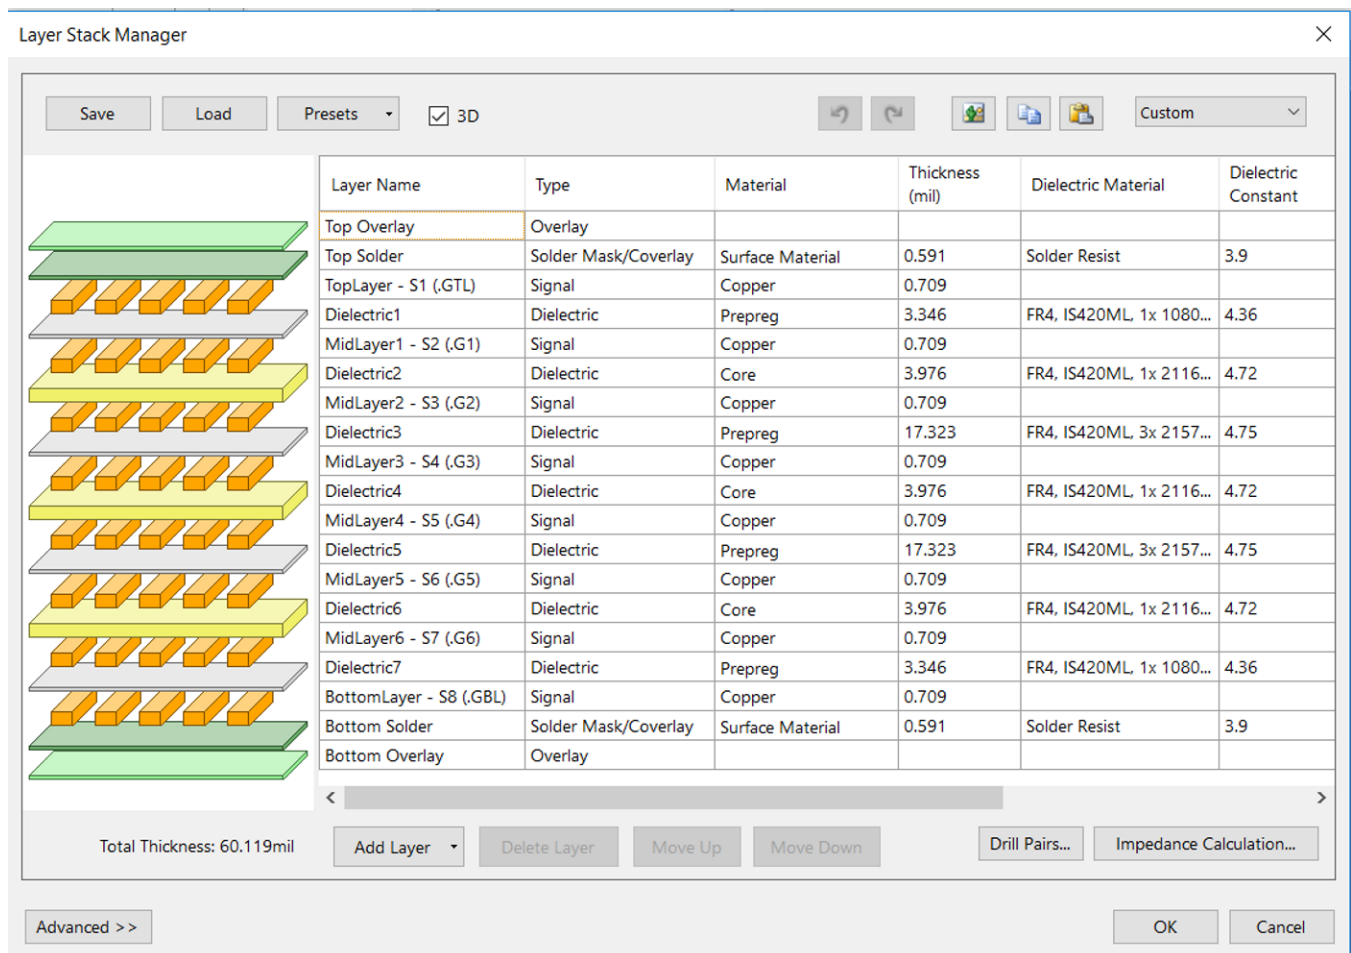 Layer Stack Manager
Save Load Presets 3D Custom
Layer Name Type Material Thickness (mil) Dielectric Material Dielectric Constant
Top Overlay Overlay
Top Solder Solder Mask/Coverlay Surface Material 0.591 Solder Resist 3.9
TopLayer - S1 (.GTL) Signal Copper 0.709
Dielectric1 Dielectric Prepreg 3.346 FR4, IS420ML, 1x 1080... 4.36
MidLayer1 - S2 (.G1) Signal Copper 0.709
Dielectric2 Dielectric Core 3.976 FR4, IS420ML, 1x 2116... 4.72
MidLayer2 - S3 (.G2) Signal Copper 0.709
Dielectric3 Dielectric Prepreg 17.323 FR4, IS420ML, 3x 2157... 4.75
MidLayer3 - S4 (.G3) Signal Copper 0.709
Dielectric4 Dielectric Core 3.976 FR4, IS420ML, 1x 2116... 4.72
MidLayer4 - S5 (.G4) Signal Copper 0.709
Dielectric5 Dielectric Prepreg 17.323 FR4, IS420ML, 3x 2157... 4.75
MidLayer5 - S6 (.G5) Signal Copper 0.709
Dielectric6 Dielectric Core 3.976 FR4, IS420ML, 1x 2116... 4.72
MidLayer6 - S7 (.G6) Signal Copper 0.709
Dielectric7 Dielectric Prepreg 3.346 FR4, IS420ML, 1x 1080... 4.36
BottomLayer - S8 (.GBL) Signal Copper 0.709
Bottom Solder Solder Mask/Coverlay Surface Material 0.591 Solder Resist 3.9
Bottom Overlay Overlay
Total Thickness: 60.119mil Add Layer Delete Layer Move Up Move Down Drill Pairs... Impedance Calculation...
Advanced >> OK Cancel